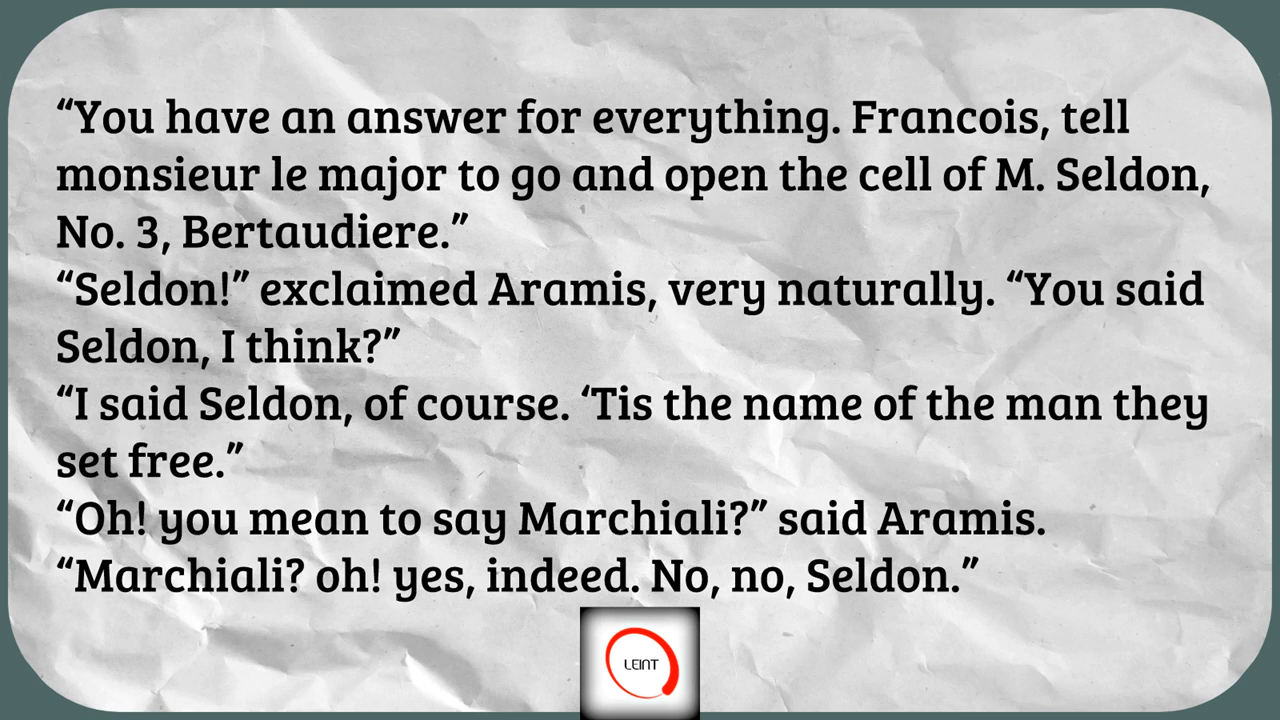 “You have an answer for everything. Francois, tell
monsieur le major to go and open the cell of M. Seldon,
No. 3, Bertaudiere.”
“Seldon!” exclaimed Aramis, very naturally. “You said
Seldon, I think?”
“I said Seldon, of course. ‘Tis the name of the man they
set free.”
“Oh! you mean to say Marchiali?” said Aramis.
“Marchiali? oh! yes, indeed. No, no, Seldon.”
LEINT